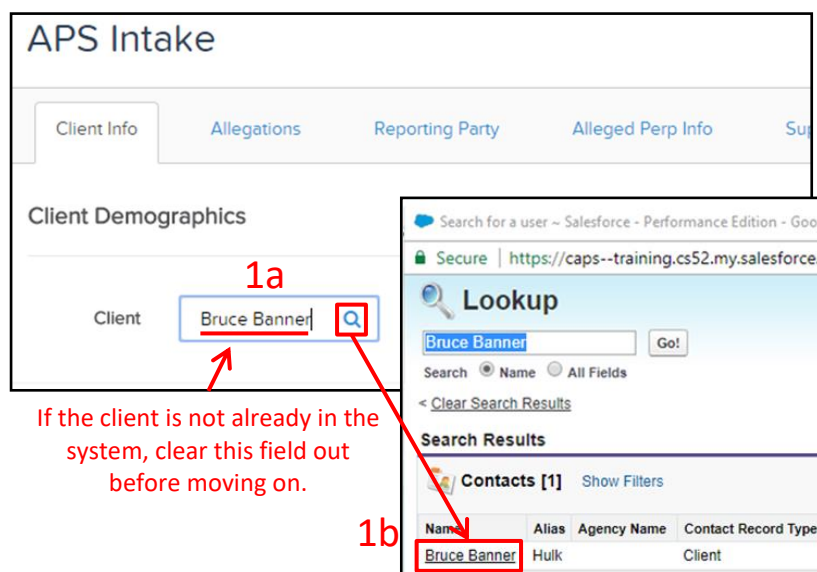 APS Intake
Client Info Allegations Reporting Party Alleged Perp Info Sup
Client Demographics
1a
Client Bruce Banner
If the client is not already in the
system, clear this field out
before moving on.
Search for a user ~ Salesforce - Performance Edition - Goo
Secure | https://caps--training.cs52.my.salesforce.
Lookup
Bruce Banner Go!
Search Name All Fields
< Clear Search Results
Search Results
Contacts [1] Show Filters
1b
Name Alias Agency Name Contact Record Type
Bruce Banner Hulk Client